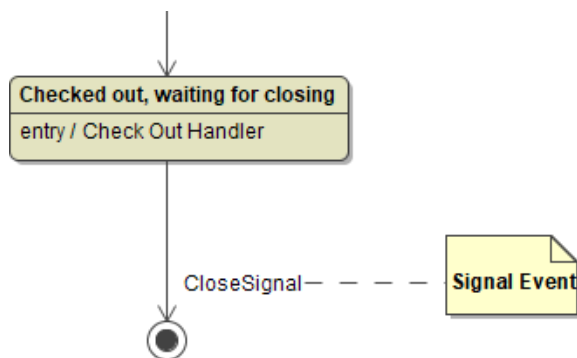 Checked out, waiting for closing
entry / Check Out Handler
CloseSignal
Signal Event